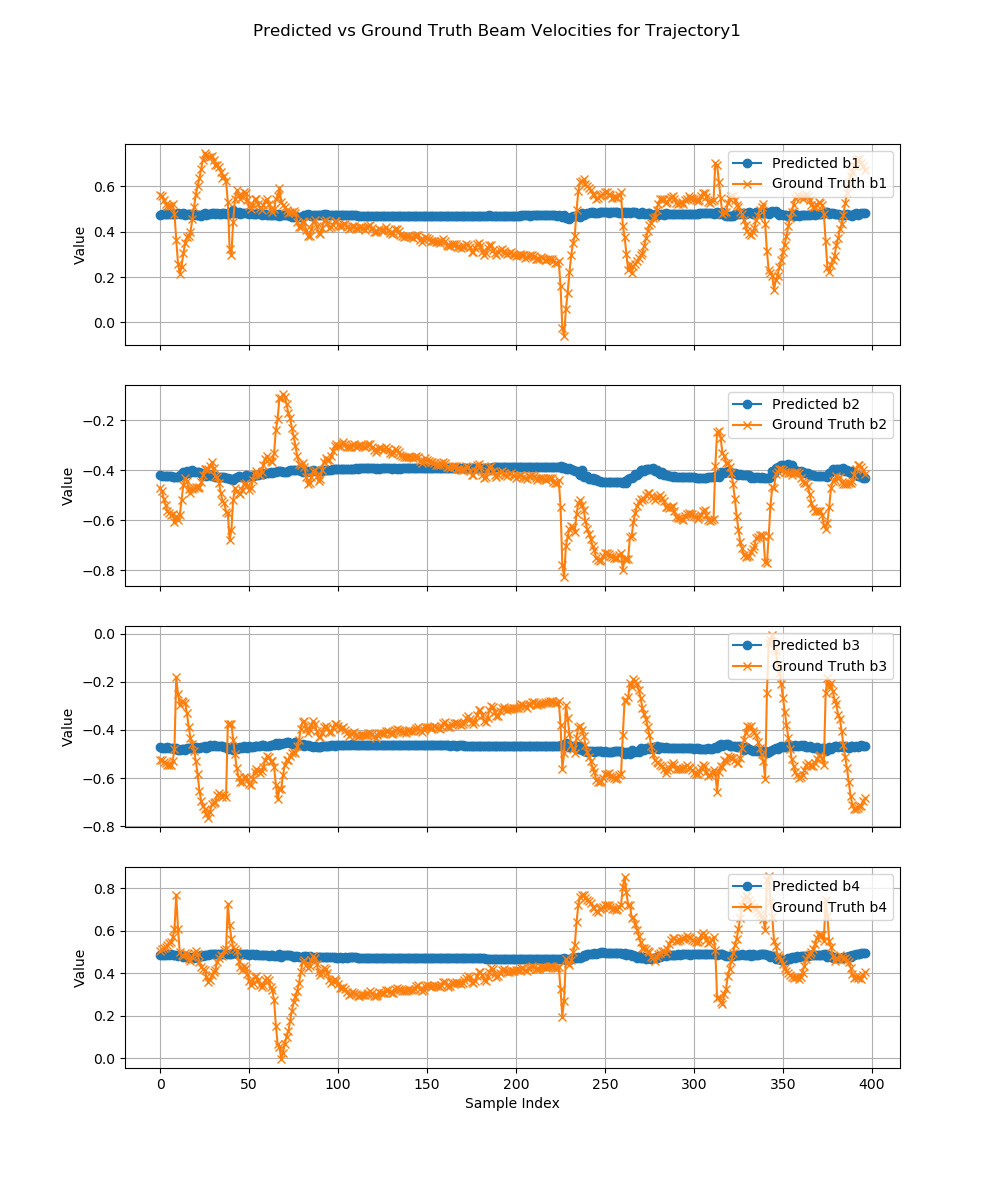 Predicted vs Ground Truth Beam Velocities for Trajectory1
Predicted b1
Ground Truth b1
0.6
0.4
0.2
0.0
Value
Predicted b2
Ground Truth b2
−0.2
−0.4
−0.6
−0.8
Value
Predicted b3
Ground Truth b3
0.0
−0.2
−0.4
−0.6
−0.8
Value
Predicted b4
Ground Truth b4
0.8
0.6
0.4
0.2
0.0
Value
0 50 100 150 200 250 300 350 400
Sample Index